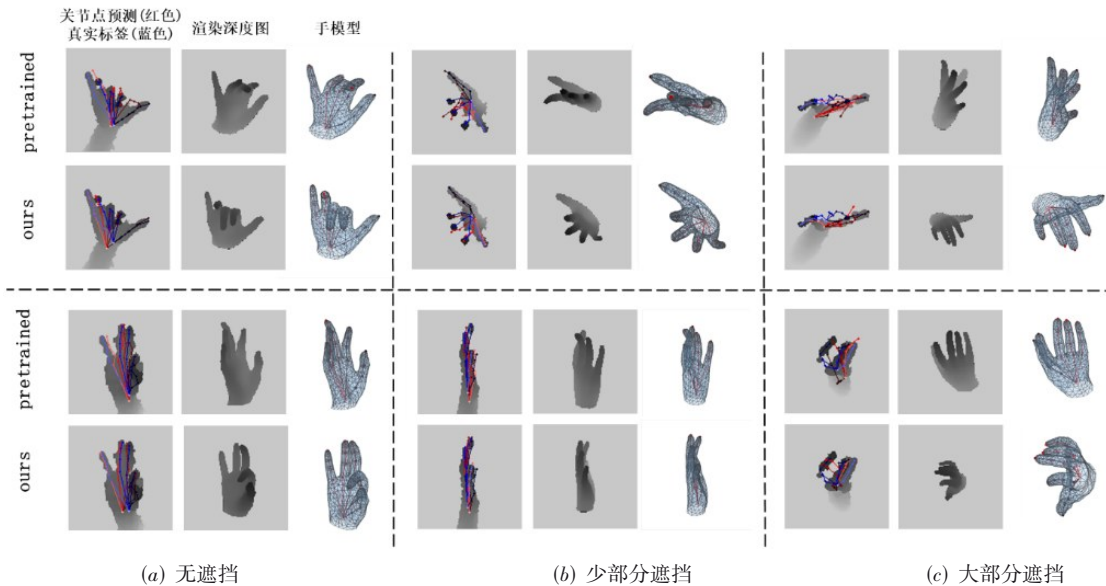 关节点预测(红色)
真实标签(蓝色)
渲染深度图
手模型
pretrained
ours
pretrained
ours
(a) 无遮挡
(b) 少部分遮挡
(c) 大部分遮挡